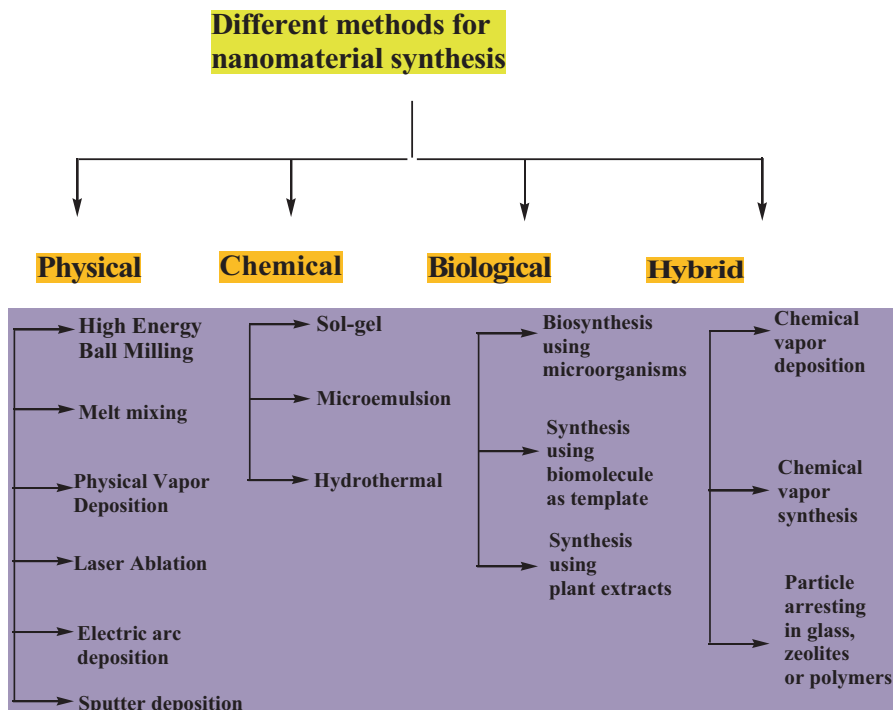 Different methods for
nanomaterial synthesis
Physical
Chemical
Biological
Hybrid
High Energy
Ball Milling
Melt mixing
Physical Vapor
Deposition
Laser Ablation
Electric arc
deposition
Sputter deposition
Sol-gel
Microemulsion
Hydrothermal
Biosynthesis
using
microorganisms
Synthesis
using
biomolecule
as template
Synthesis
using
plant extracts
Chemical
vapor
deposition
Chemical
vapor
synthesis
Particle
arresting
in glass,
zeolites
or polymers